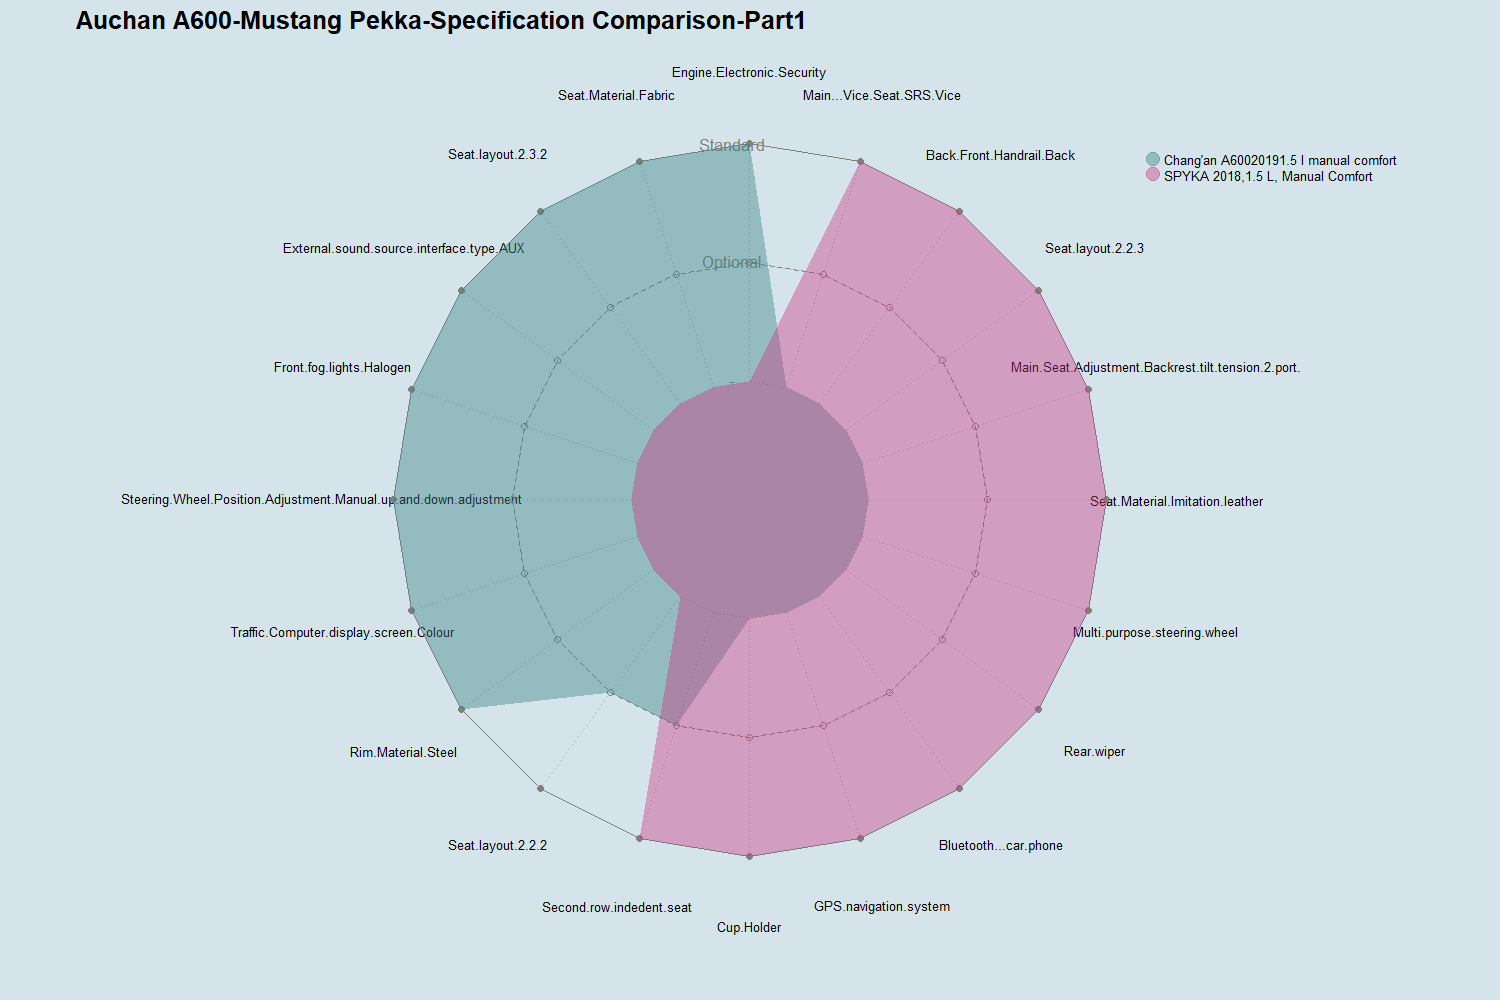 Auchan A600-Mustang Pekka-Specification Comparison-Part1
Engine.Electronic.Security
Seat.Material.Fabric
Main...Vice.Seat.SRS.Vice
Standard
Seat.layout.2.3.2
Back.Front.Handrail.Back
Chang'an A60020191.5 l manual comfort
SPYKA 2018,1.5 L, Manual Comfort
External.sound.source.interface.type.AUX
Seat.layout.2.2.3
Optional
Front.fog.lights.Halogen
Main.Seat.Adjustment.Backrest.tilt.tension.2.port.
-
Steering.Wheel.Position.Adjustment.Manual.up.and.down.adjustment
Seat.Material.Imitation.leather
Traffic.Computer.display.screen.Colour
Multi.purpose.steering.wheel
Rim.Material.Steel
Rear.wiper
Seat.layout.2.2.2
Bluetooth...car.phone
Second.row.indedent.seat
GPS.navigation.system
Cup.Holder